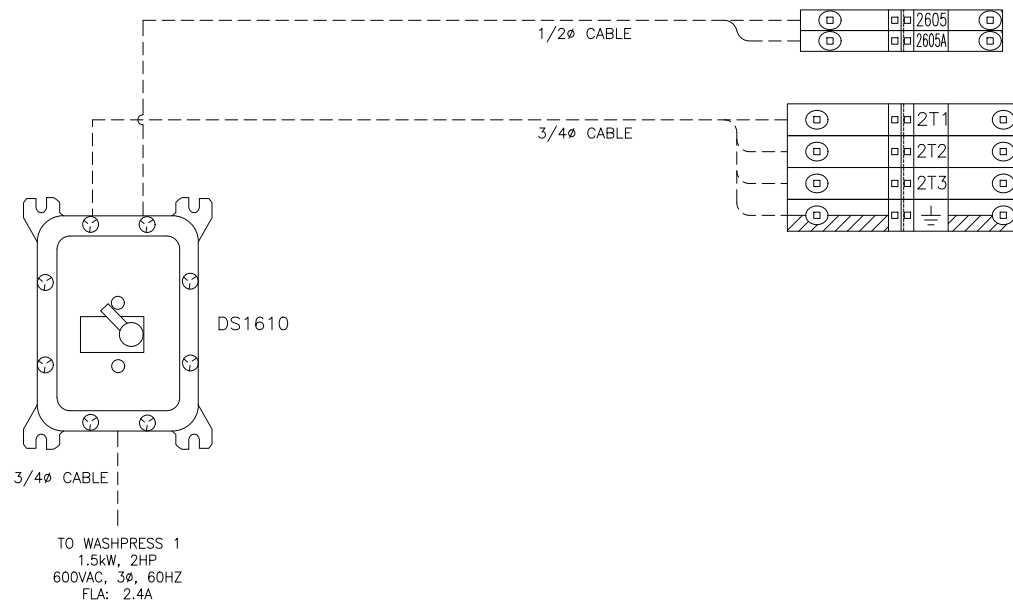 2605
1/2ø CABLE
2605A
2T1
3/4ø CABLE
2T2
2T3
DS1610
3/4ø CABLE
TO WASHPRESS 1
1.5kW, 2HP
600VAC, 3ø, 60HZ
FLA: 2.4A